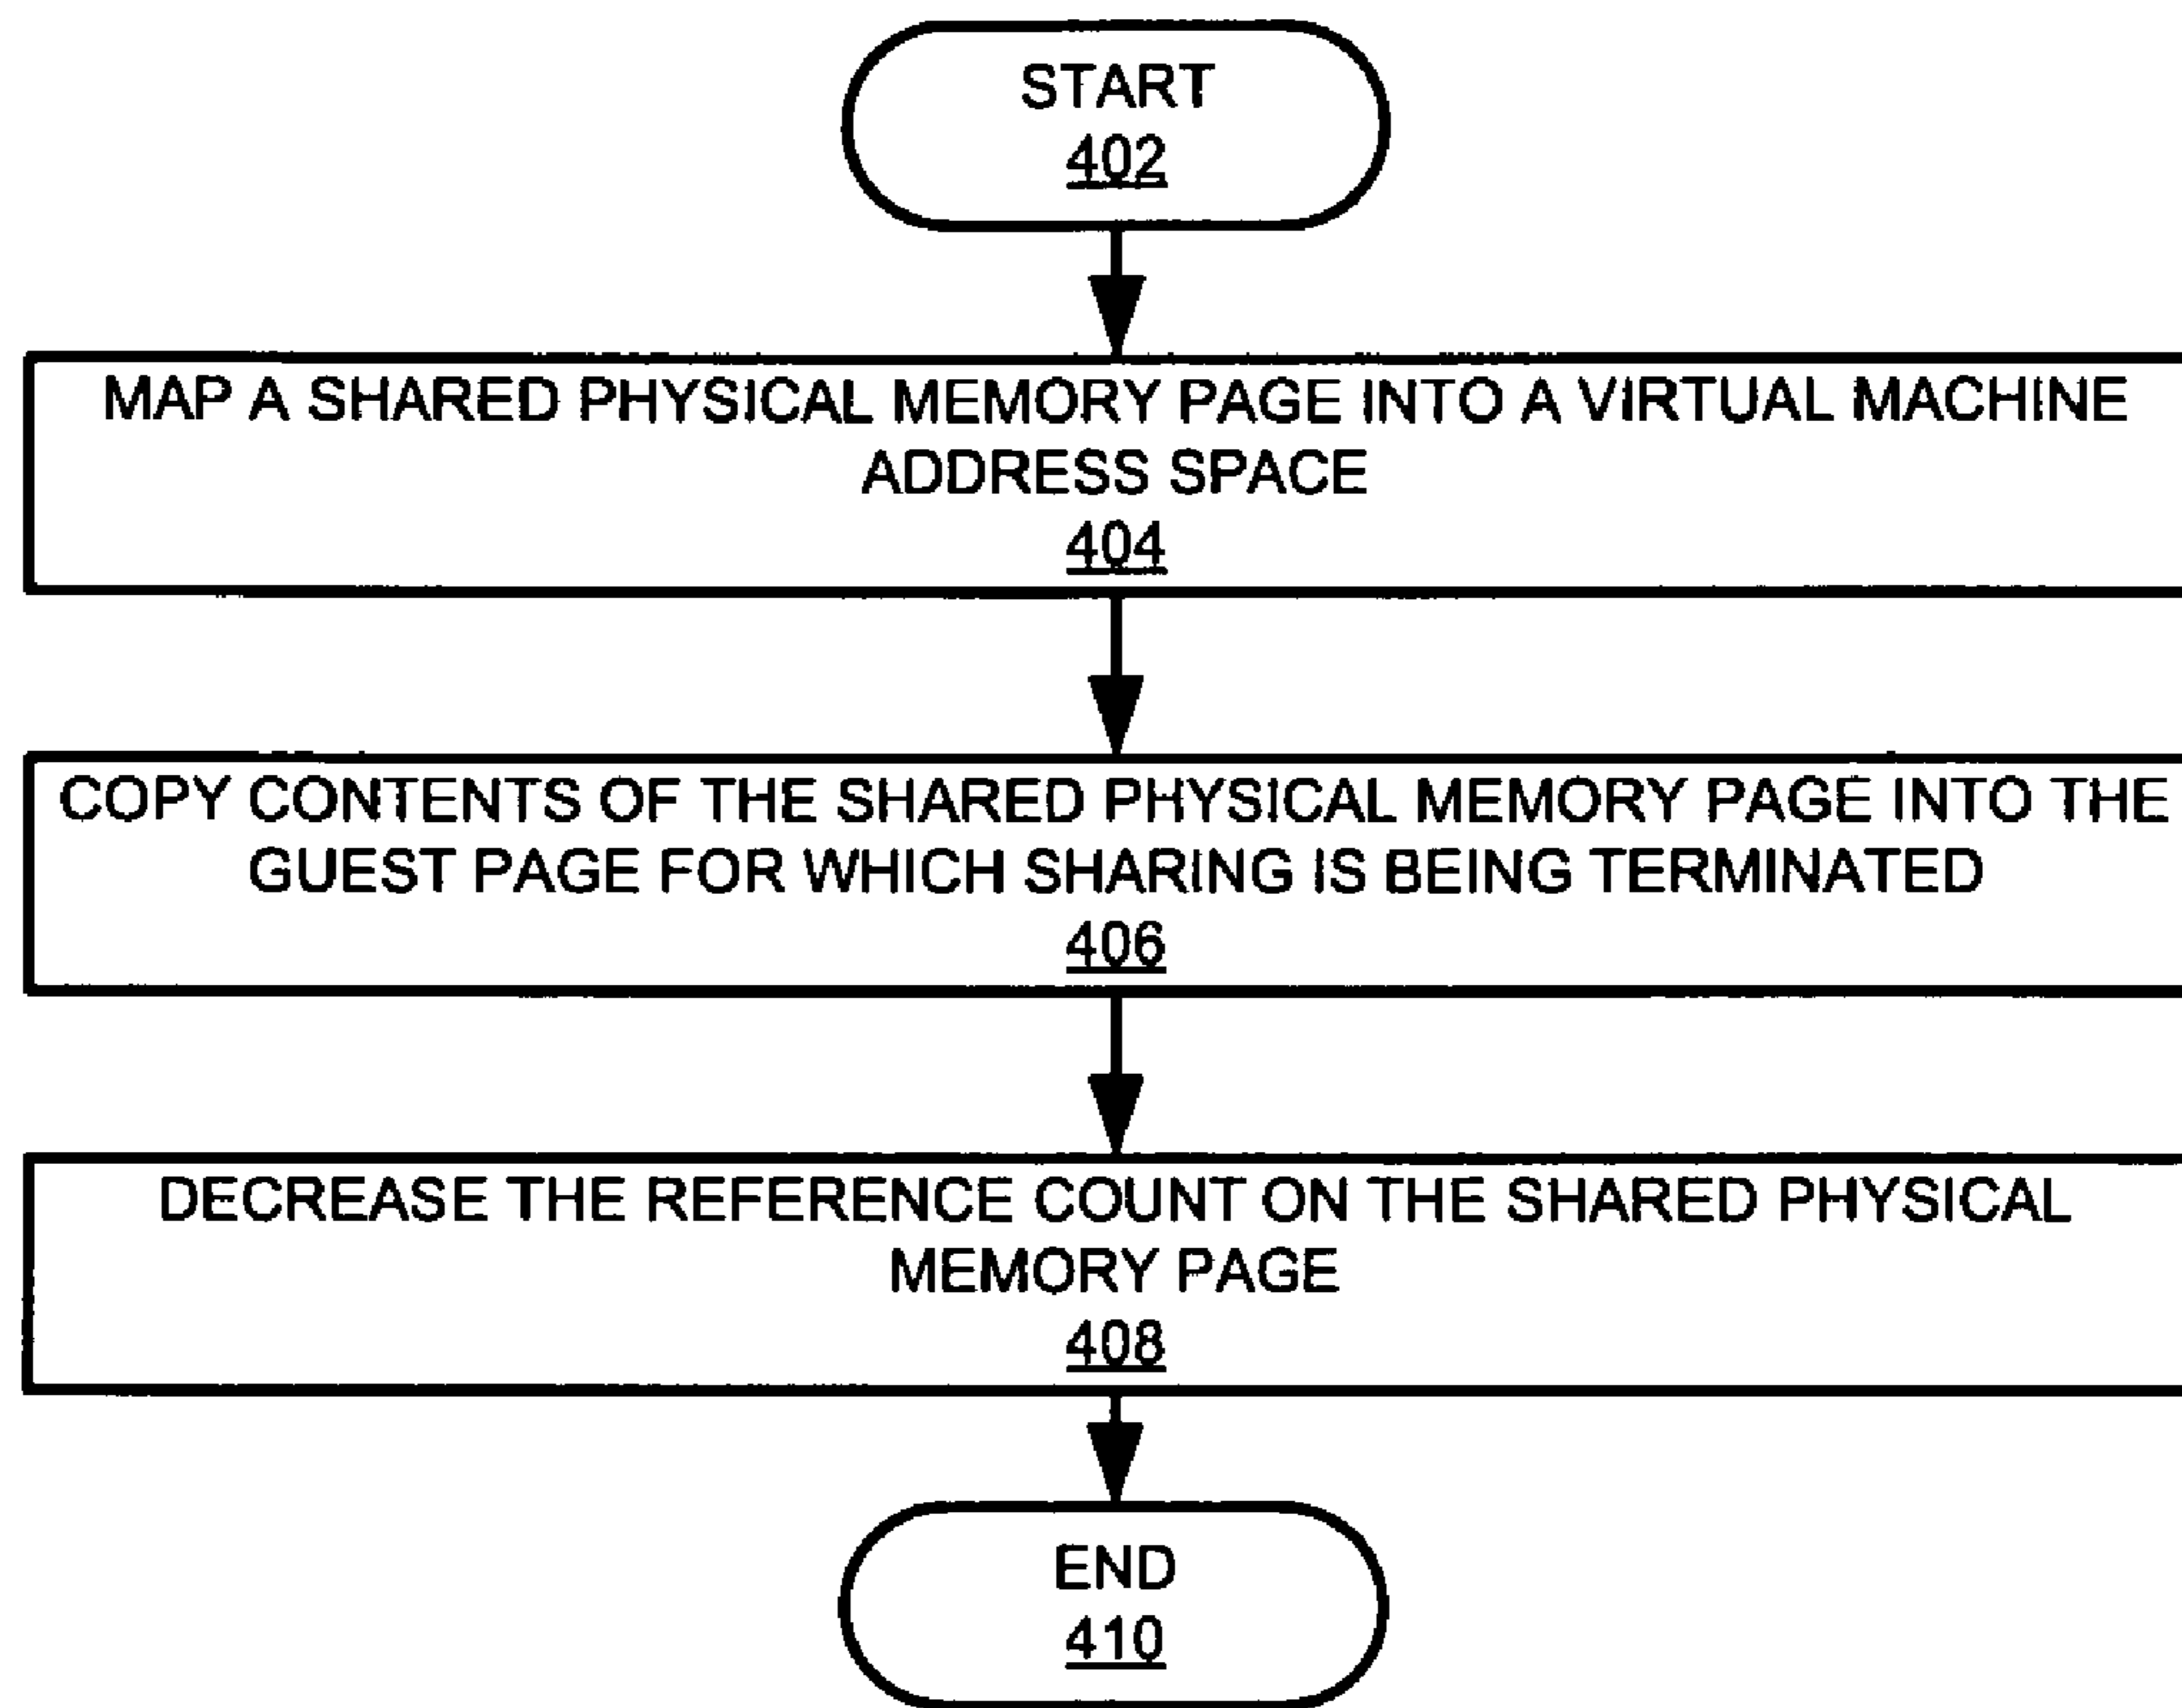 START
402
MAP A SHARED PHYSICAL MEMORY PAGE INTO A VIRTUAL MACHINE
ADDRESS SPACE
404
COPY CONTENTS OF THE SHARED PHYSICAL MEMORY PAGE INTO THE
GUEST PAGE FOR WHICH SHARING IS BEING TERMINATED
406
DECREASE THE REFERENCE COUNT ON THE SHARED PHYSICAL
MEMORY PAGE
408
END
410